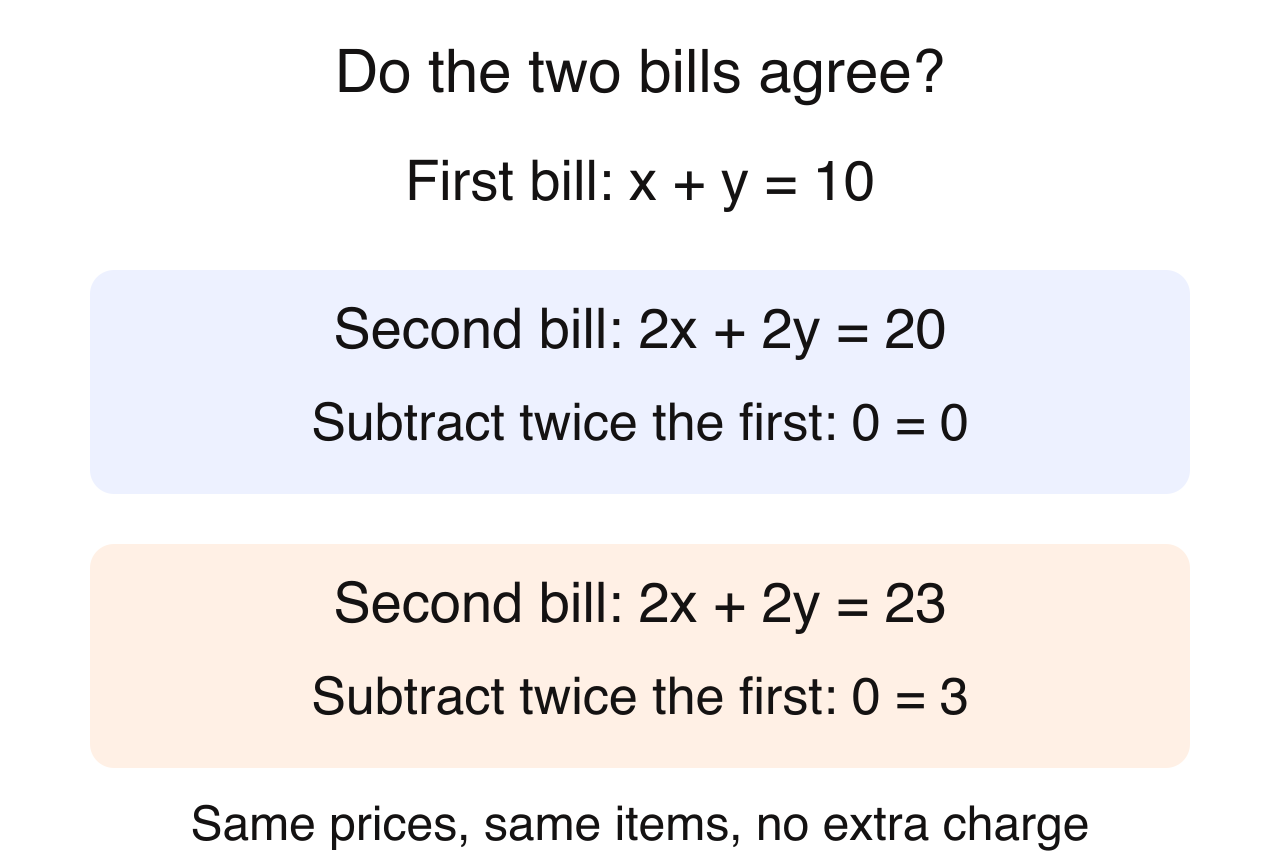 Do the two bills agree?
First bill: x + y = 10
Second bill: 2x + 2y = 20
Subtract twice the first: 0 = 0
Second bill: 2x + 2y = 23
Subtract twice the first: 0 = 3
Same prices, same items, no extra charge